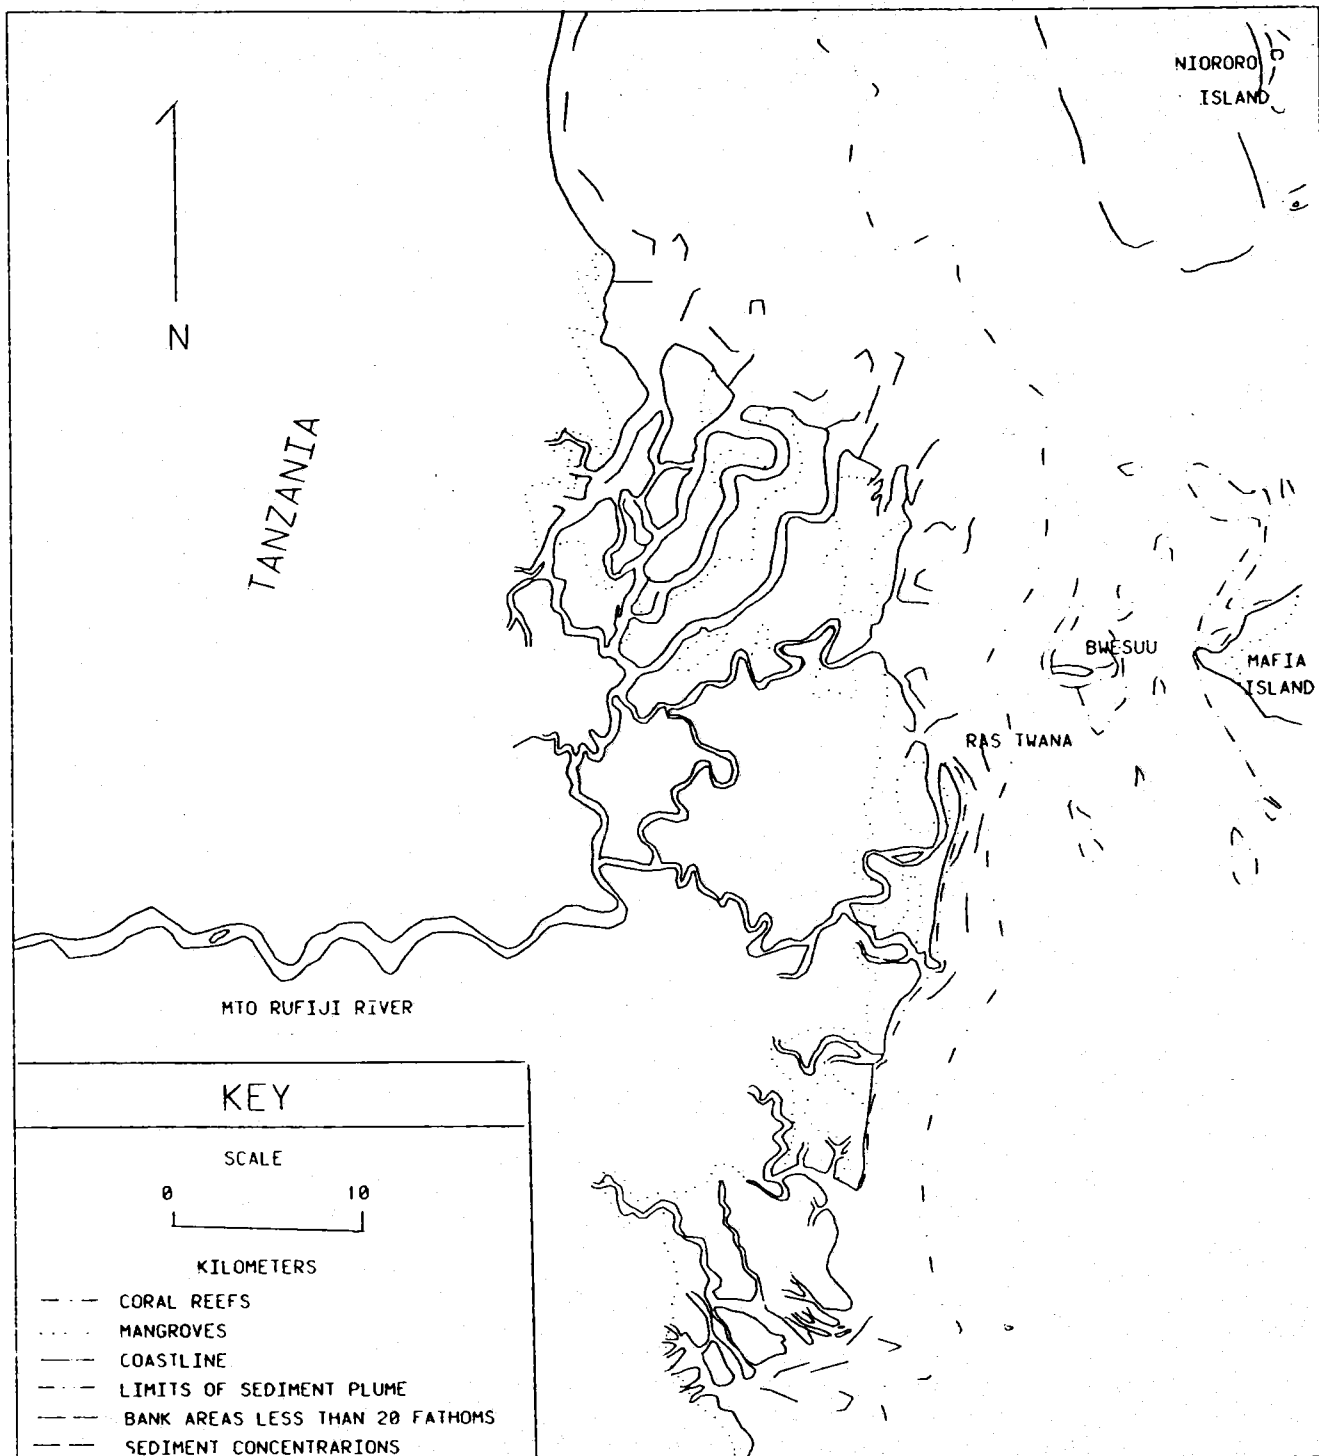 NIORORO
ISLAND
N
TANZANIA
BWESUU
MAFIA
ISLAND
RAS TWANA
MTO RUFIJI RIVER
KEY
SCALE
0 10
KILOMETERS
CORAL REEFS
MANGROVES
COASTLINE
LIMITS OF SEDIMENT PLUME
BANK AREAS LESS THAN 20 FATHOMS
SEDIMENT CONCENTRARIONS